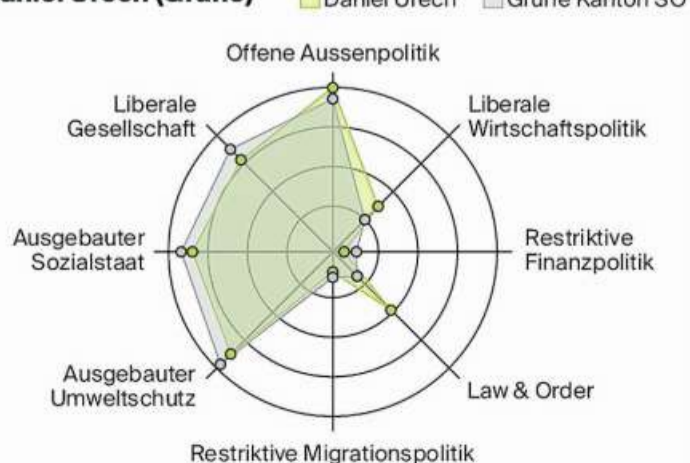 Offene Aussenpolitik
Liberale
Gesellschaft
Liberale
Wirtschaftspolitik
Ausgebauter
Sozialstaat
Restriktive
Finanzpolitik
Ausgebauter
Umweltschutz
Law & Order
Restriktive Migrationspolitik